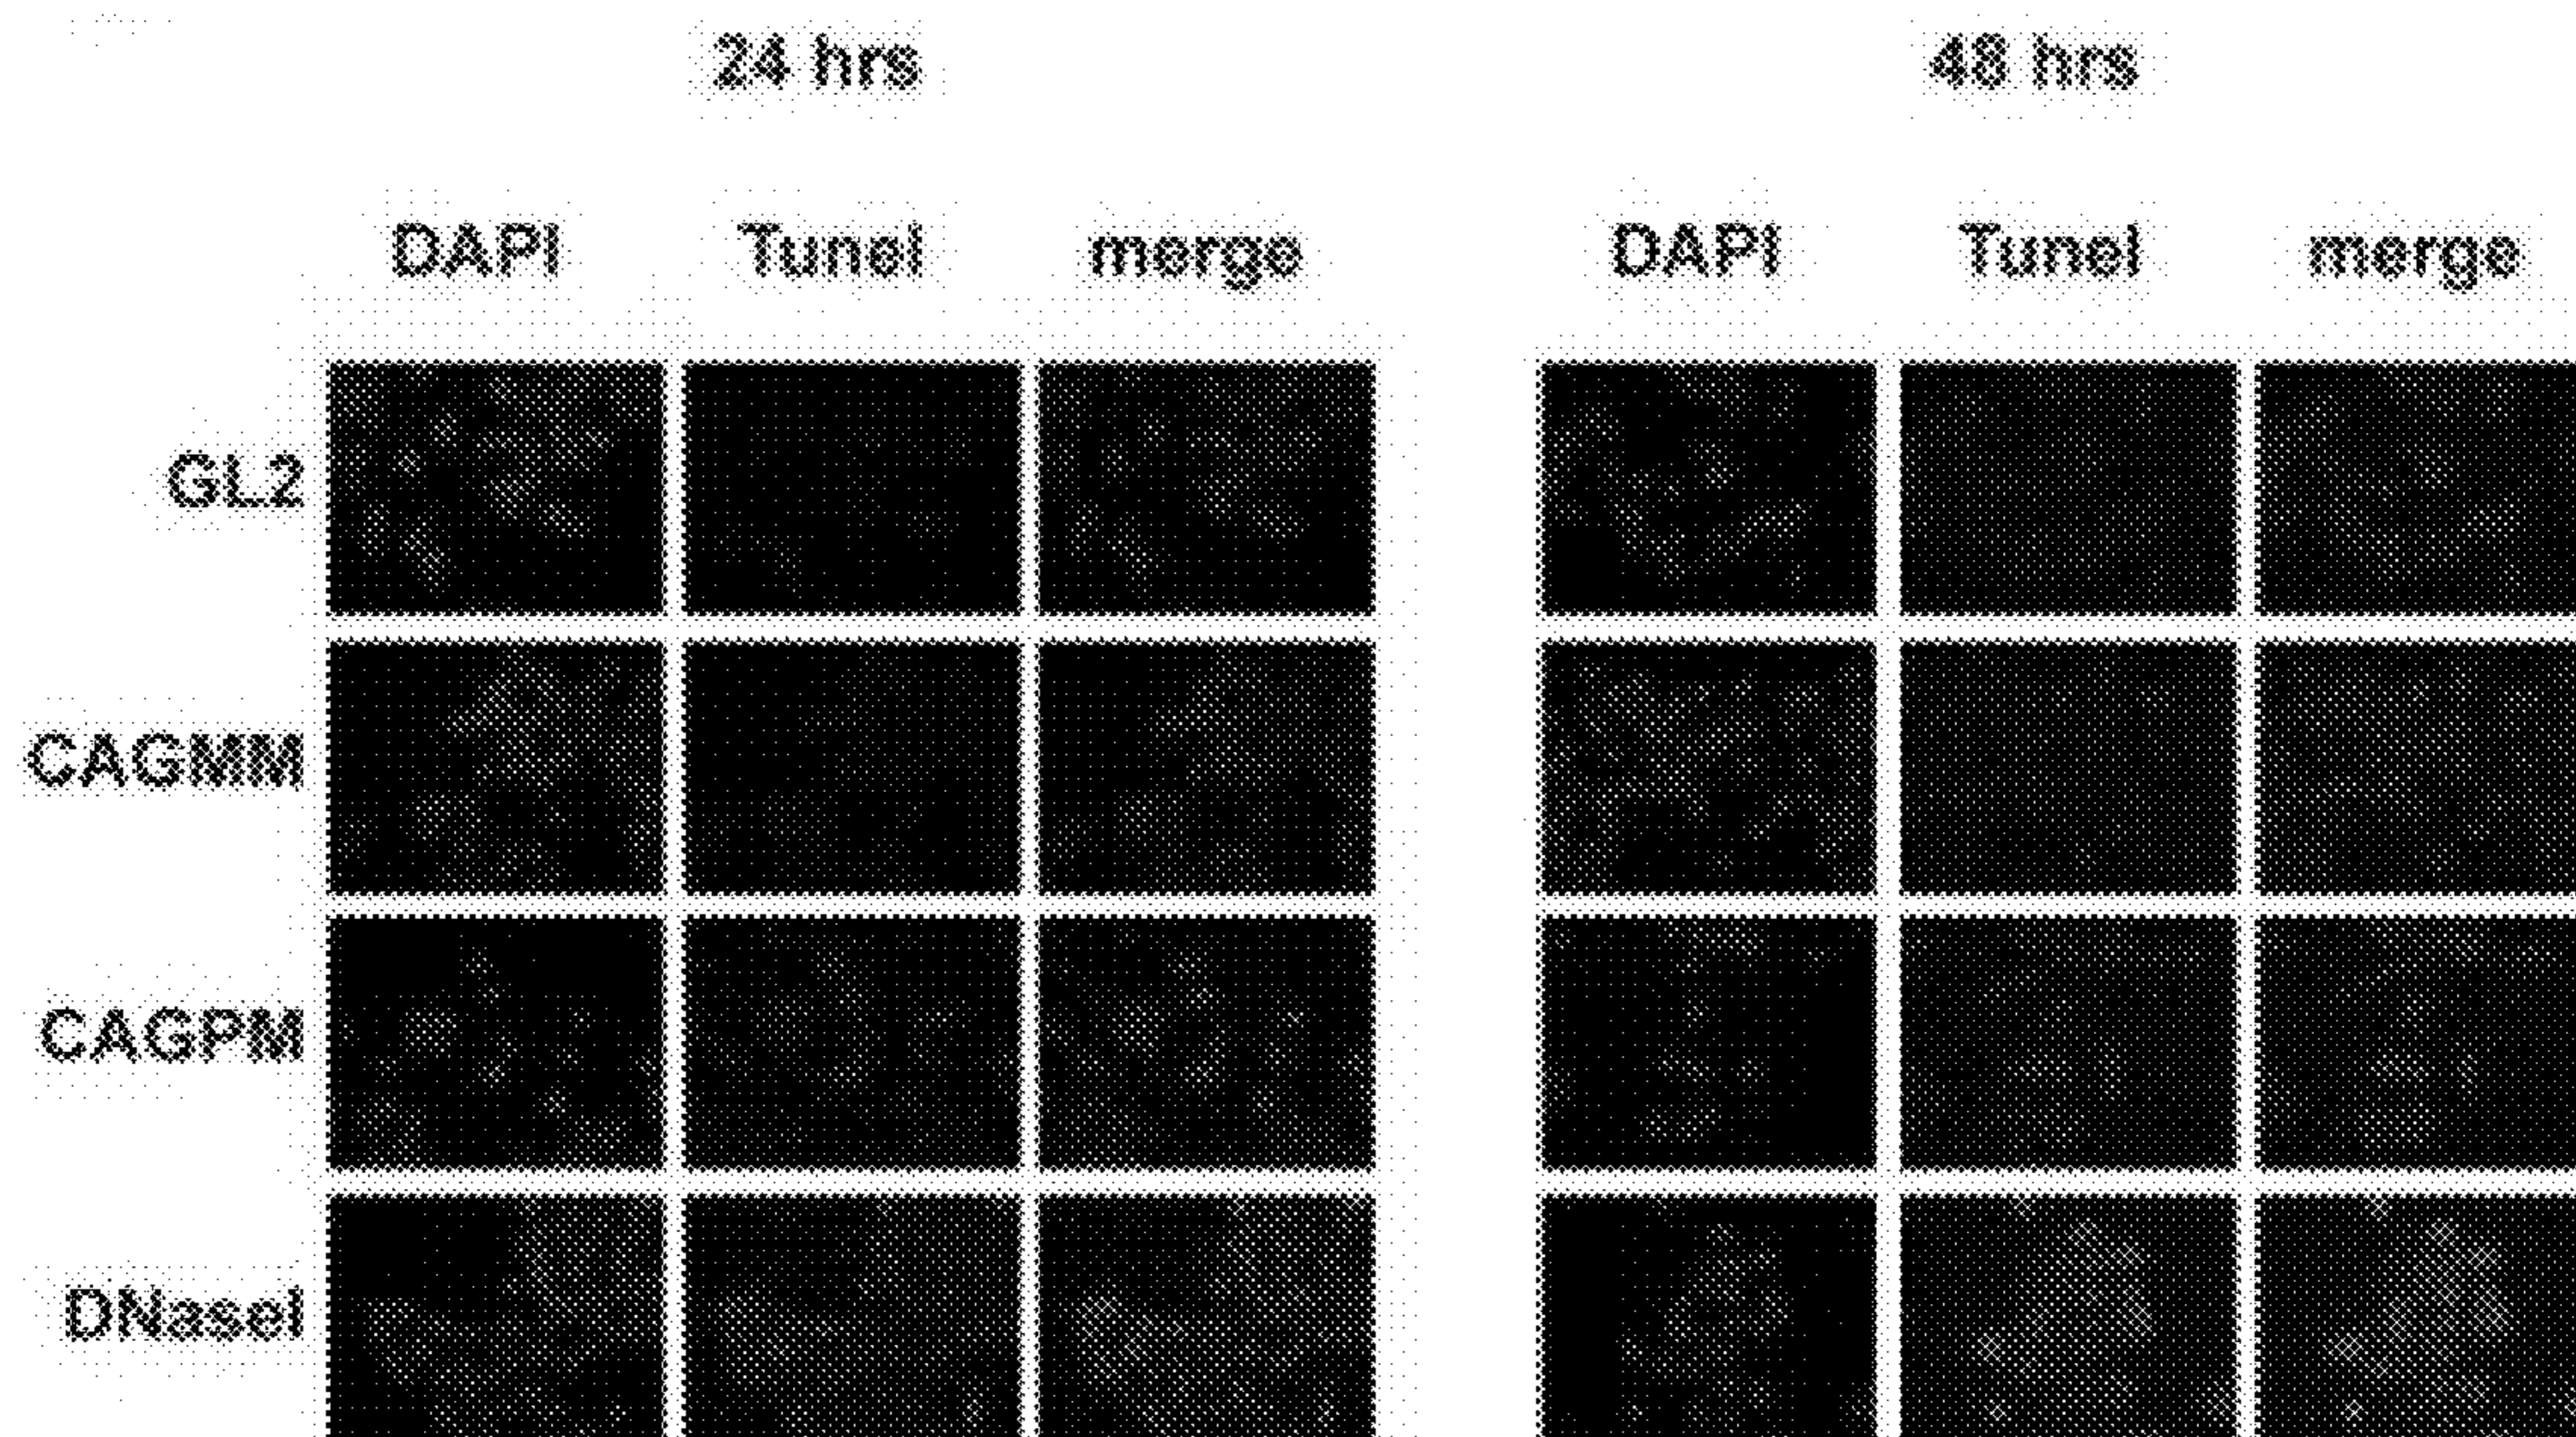 24 hrs 48 hrs
DAPI Tunel merge DAPI Tunel merge
GL2
CAGMM
CAGPM
DNaseI